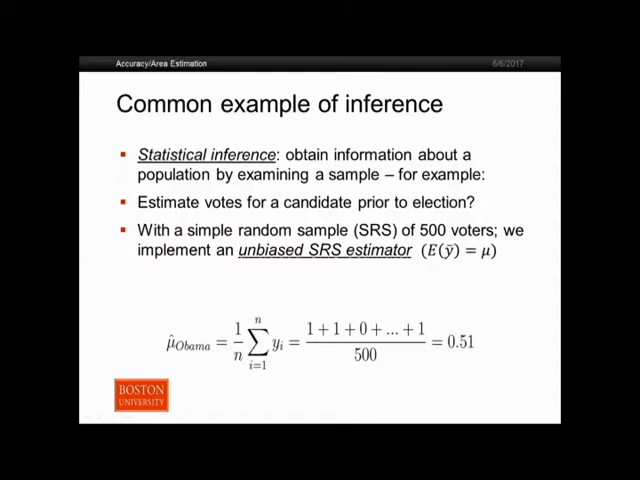 Accuracy/Area Estimation 6/6/2017
Common example of inference
▪ Statistical inference: obtain information about a
population by examining a sample – for example:
▪ Estimate votes for a candidate prior to election?
▪ With a simple random sample (SRS) of 500 voters; we
implement an unbiased SRS estimator (E(ȳ) = μ)
μ̂_Obama = 1/n ∑_{i=1}^{n} y_i = (1 + 1 + 0 + ... + 1)/500 = 0.51
BOSTON
UNIVERSITY